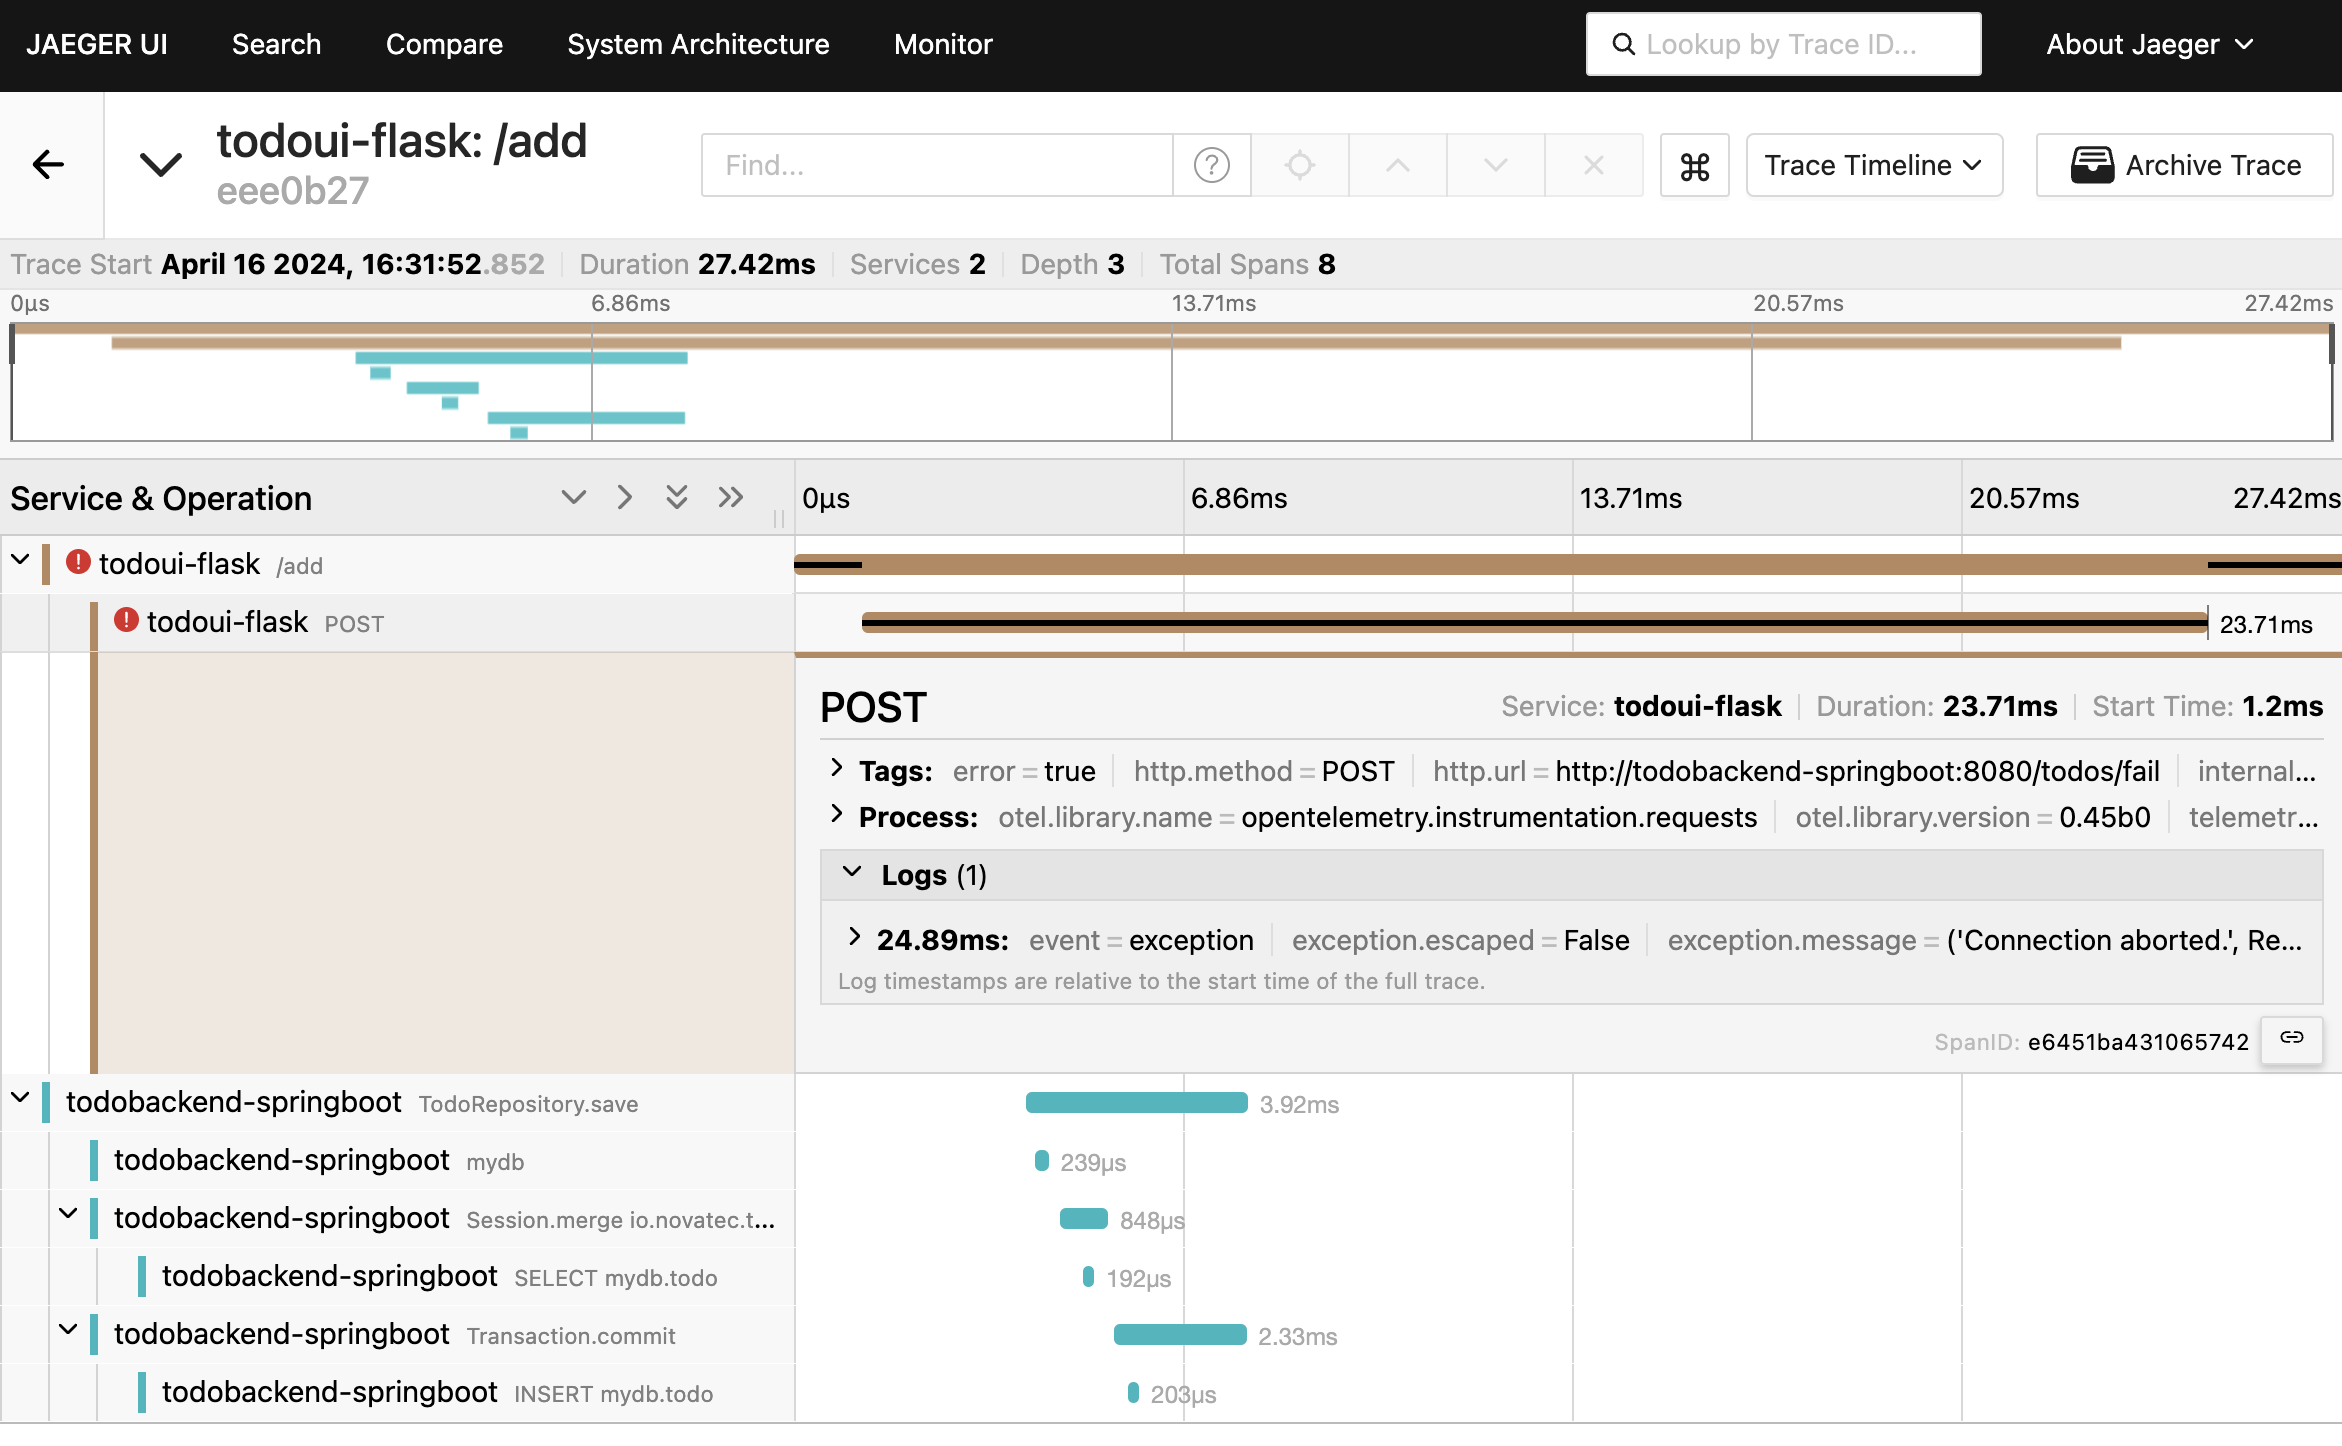 JAEGER UI Search Compare System Architecture Monitor Lookup by Trace ID... About Jaeger
todoui-flask: /add
eee0b27
Find... ? ⌘ Trace Timeline Archive Trace
Trace Start April 16 2024, 16:31:52.852 Duration 27.42ms Services 2 Depth 3 Total Spans 8
0μs 6.86ms 13.71ms 20.57ms 27.42ms
Service & Operation 0μs 6.86ms 13.71ms 20.57ms 27.42ms
todoui-flask /add
todoui-flask POST 23.71ms
POST Service: todoui-flask Duration: 23.71ms Start Time: 1.2ms
Tags: error = true http.method = POST http.url = http://todobackend-springboot:8080/todos/fail internal...
Process: otel.library.name = opentelemetry.instrumentation.requests otel.library.version = 0.45b0 telemetr...
Logs (1)
24.89ms: event = exception exception.escaped = False exception.message = ('Connection aborted.', Re...
Log timestamps are relative to the start time of the full trace.
SpanID: e6451ba431065742
todobackend-springboot TodoRepository.save 3.92ms
todobackend-springboot mydb 239μs
todobackend-springboot Session.merge io.novatec.t... 848μs
todobackend-springboot SELECT mydb.todo 192μs
todobackend-springboot Transaction.commit 2.33ms
todobackend-springboot INSERT mydb.todo 203μs